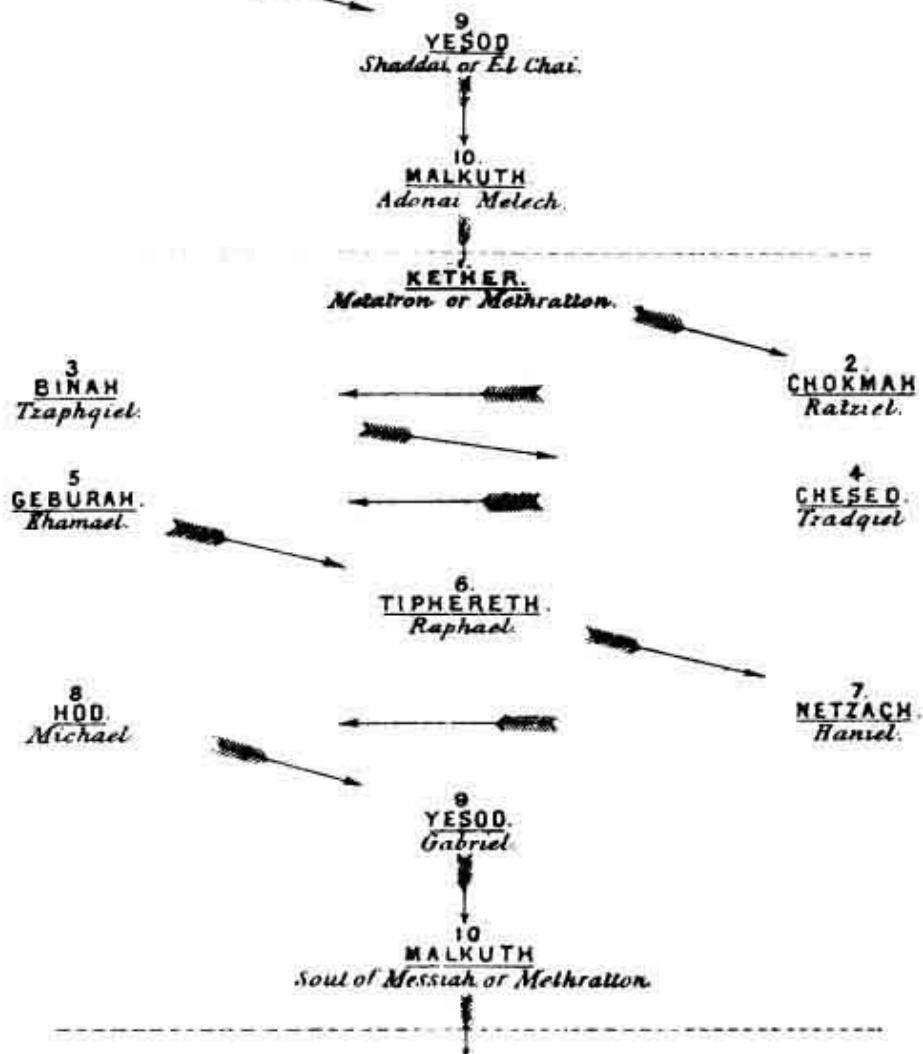 9
YESOD
Shaddai or El Chai.
10.
MALKUTH
Adonai Melech.
KETHER.
Metatron or Methratton.
3
BINAH
Tzaphqiel.
2.
CHOKMAH
Ratziel.
5
GEBURAH.
Khamael.
4
CHESED.
Tzadqiel
6.
TIPHERETH.
Raphael.
8
HOD.
Michael
7.
NETZACH.
Haniel.
9
YESOD.
Gabriel.
10
MALKUTH
Soul of Messiah or Methratton.